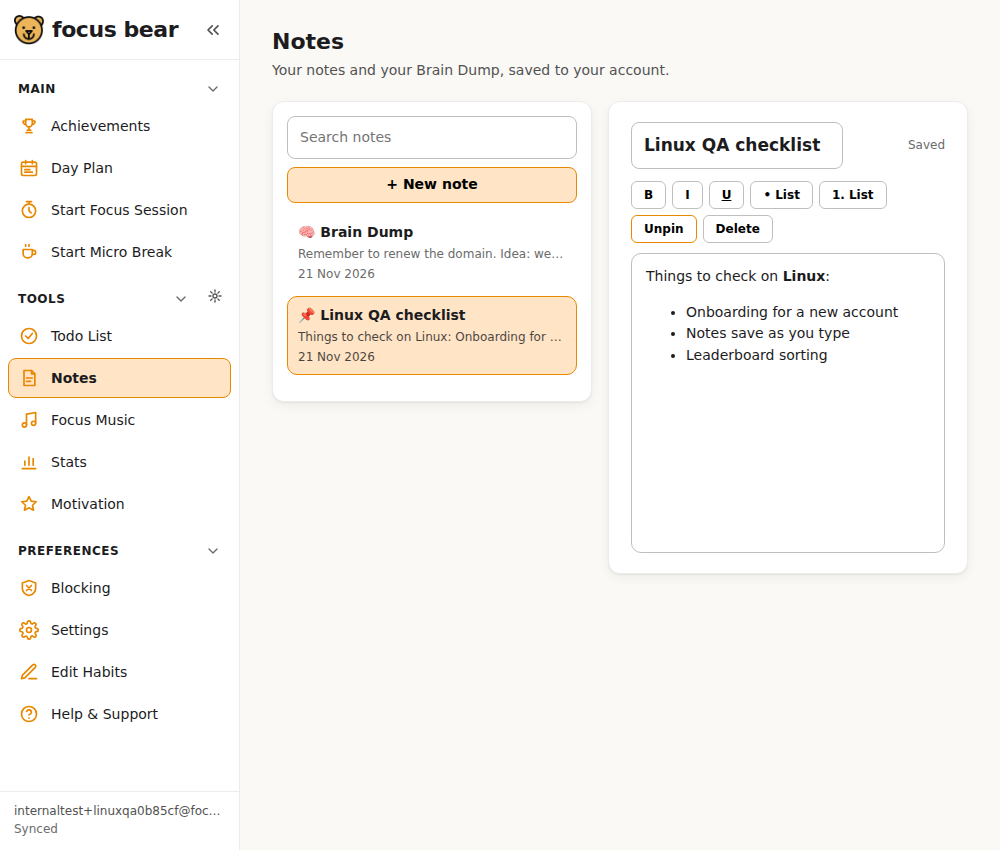 focus bear
MAIN
Achievements
Day Plan
Start Focus Session
Start Micro Break
TOOLS
Todo List
Notes
Focus Music
Stats
Motivation
PREFERENCES
Blocking
Settings
Edit Habits
Help & Support
internaltest+linuxqa0b85cf@foc...
Synced
Notes
Your notes and your Brain Dump, saved to your account.
Search notes
+ New note
🧠 Brain Dump
Remember to renew the domain. Idea: we...
21 Nov 2026
📌 Linux QA checklist
Things to check on Linux: Onboarding for ...
21 Nov 2026
Linux QA checklist
Saved
B I U • List 1. List
Unpin Delete
Things to check on Linux:
• Onboarding for a new account
• Notes save as you type
• Leaderboard sorting